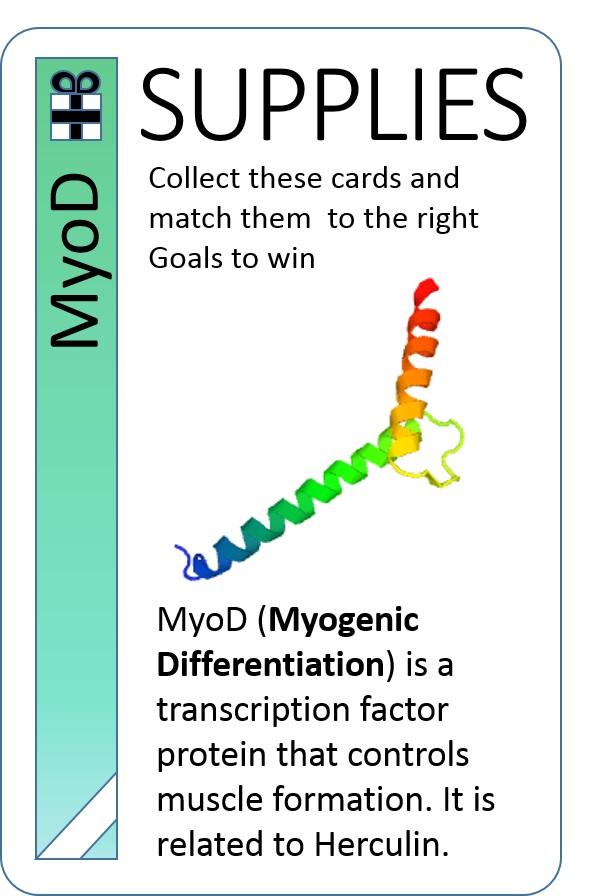 MyoD
SUPPLIES
Collect these cards and
match them  to the right
Goals to win
MyoD (Myogenic
Differentiation) is a
transcription factor
protein that controls
muscle formation. It is
related to Herculin.